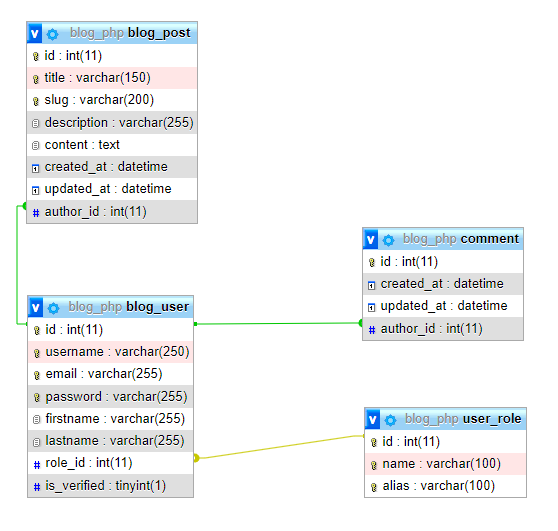 blog_php blog_post
id : int(11)
title : varchar(150)
slug : varchar(200)
description : varchar(255)
content : text
created_at : datetime
updated_at : datetime
# author_id : int(11)
blog_php comment
id : int(11)
created_at : datetime
updated_at : datetime
# author_id : int(11)
blog_php blog_user
id : int(11)
username : varchar(250)
email : varchar(255)
password : varchar(255)
firstname : varchar(255)
lastname : varchar(255)
# role_id : int(11)
# is_verified : tinyint(1)
blog_php user_role
id : int(11)
name : varchar(100)
alias : varchar(100)